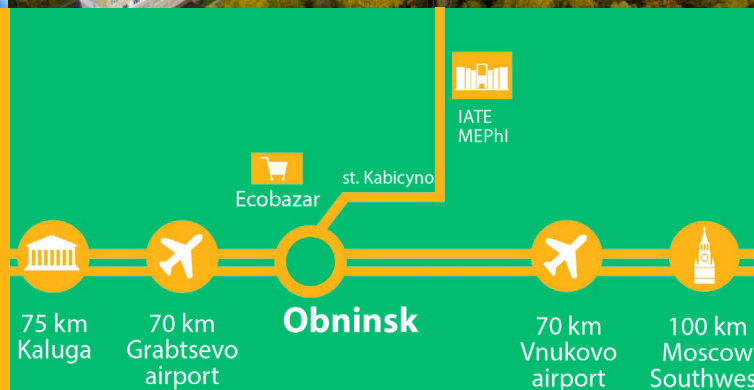 IATE
MEPhI
st. Kabicyno
Ecobazar
Obninsk
75 km
Kaluga
70 km
Grabtsevo
airport
70 km
Vnukovo
airport
100 km
Moscow
Southwes